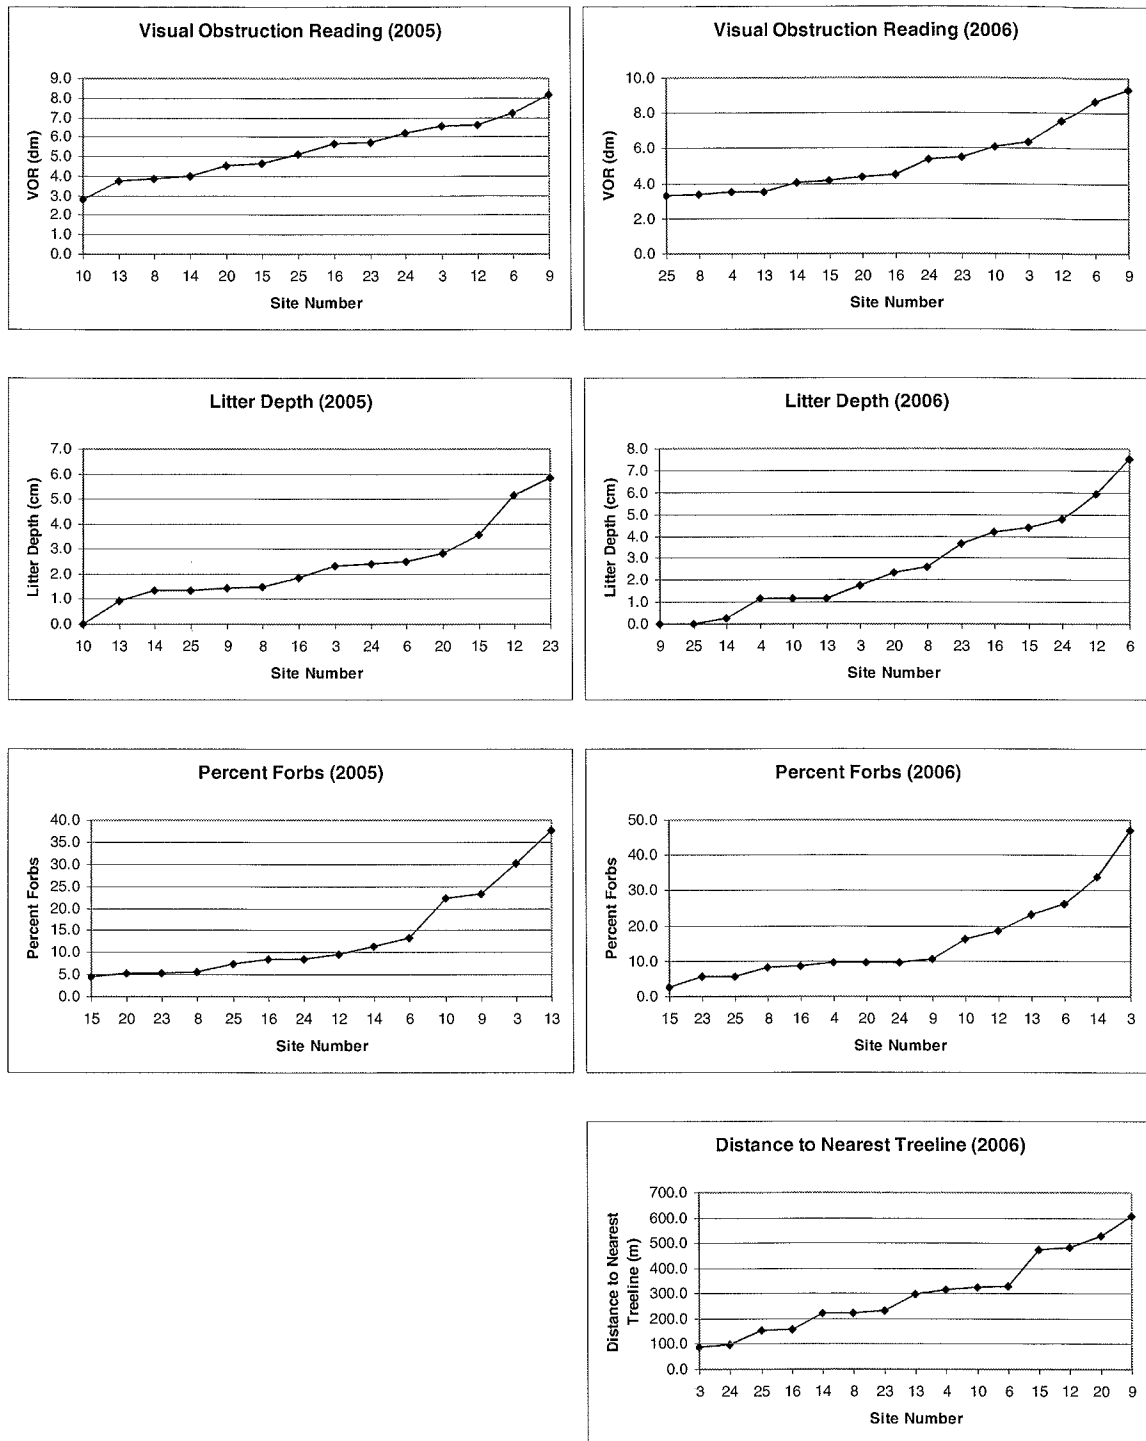 Visual Obstruction Reading (2005)
VOR (dm)
9.0
8.0
7.0
6.0
5.0
4.0
3.0
2.0
1.0
0.0
10 13 8 14 20 15 25 16 23 24 3 12 6 9
Site Number
Visual Obstruction Reading (2006)
VOR (dm)
10.0
8.0
6.0
4.0
2.0
0.0
25 8 4 13 14 15 20 16 24 23 10 3 12 6 9
Site Number
Litter Depth (2005)
Litter Depth (cm)
7.0
6.0
5.0
4.0
3.0
2.0
1.0
0.0
10 13 14 25 9 8 16 3 24 6 20 15 12 23
Site Number
Litter Depth (2006)
Litter Depth (cm)
8.0
7.0
6.0
5.0
4.0
3.0
2.0
1.0
0.0
9 25 14 4 10 13 3 20 8 23 16 15 24 12 6
Site Number
Percent Forbs (2005)
Percent Forbs
40.0
35.0
30.0
25.0
20.0
15.0
10.0
5.0
0.0
15 20 23 8 25 16 24 12 14 6 10 9 3 13
Site Number
Percent Forbs (2006)
Percent Forbs
50.0
40.0
30.0
20.0
10.0
0.0
15 23 25 8 16 4 20 24 9 10 12 13 6 14 3
Site Number
Distance to Nearest Treeline (2006)
Distance to Nearest
Treeline (m)
700.0
600.0
500.0
400.0
300.0
200.0
100.0
0.0
3 24 25 16 14 8 23 13 4 10 6 15 12 20 9
Site Number